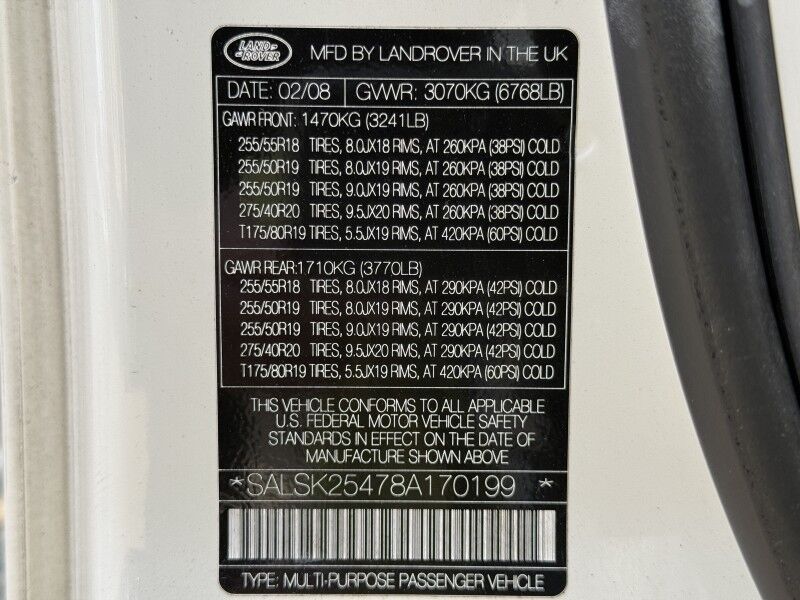 LAND ROVER MFD BY LANDROVER IN THE UK
DATE: 02/08 GVWR: 3070KG (6768LB)
GAWR FRONT: 1470KG (3241LB)
255/55R18 TIRES, 8.0JX18 RIMS, AT 260KPA (38PSI) COLD
255/50R19 TIRES, 8.0JX19 RIMS, AT 260KPA (38PSI) COLD
255/50R19 TIRES, 9.0JX19 RIMS, AT 260KPA (38PSI) COLD
275/40R20 TIRES, 9.5JX20 RIMS, AT 260KPA (38PSI) COLD
T175/80R19 TIRES, 5.5JX19 RIMS, AT 420KPA (60PSI) COLD
GAWR REAR:1710KG (3770LB)
255/55R18 TIRES, 8.0JX18 RIMS, AT 290KPA (42PSI) COLD
255/50R19 TIRES, 8.0JX19 RIMS, AT 290KPA (42PSI) COLD
255/50R19 TIRES, 9.0JX19 RIMS, AT 290KPA (42PSI) COLD
275/40R20 TIRES, 9.5JX20 RIMS, AT 290KPA (42PSI) COLD
T175/80R19 TIRES, 5.5JX19 RIMS, AT 420KPA (60PSI) COLD
THIS VEHICLE CONFORMS TO ALL APPLICABLE
U.S. FEDERAL MOTOR VEHICLE SAFETY
STANDARDS IN EFFECT ON THE DATE OF
MANUFACTURE SHOWN ABOVE
*SALSK25478A170199 *
TYPE: MULTI-PURPOSE PASSENGER VEHICLE